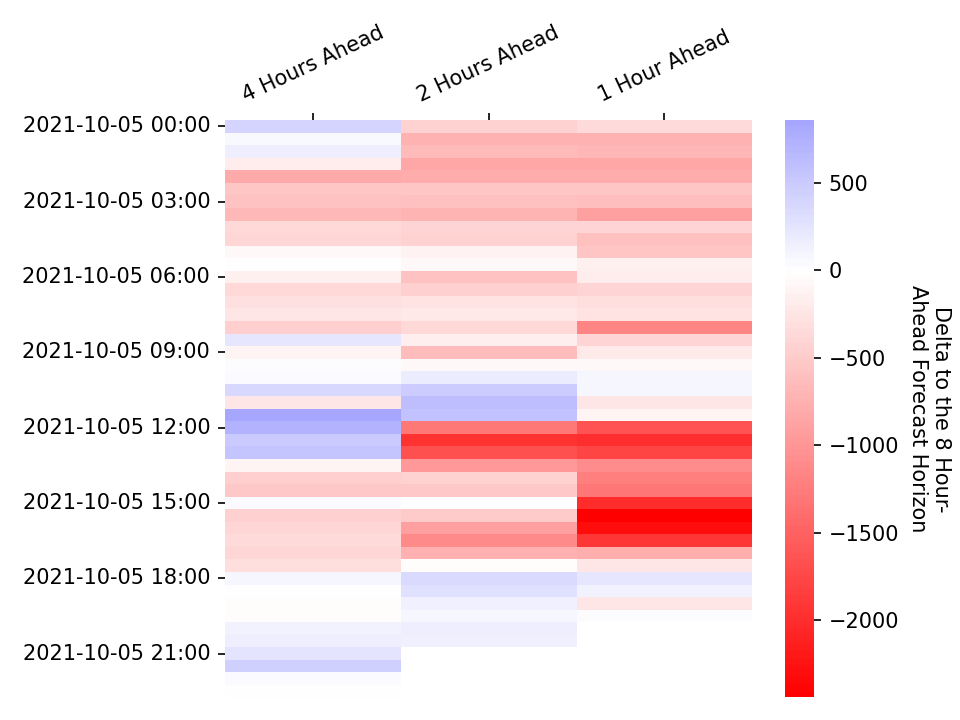 4 Hours Ahead
2 Hours Ahead
1 Hour Ahead
2021-10-05 00:00
2021-10-05 03:00
2021-10-05 06:00
2021-10-05 09:00
2021-10-05 12:00
2021-10-05 15:00
2021-10-05 18:00
2021-10-05 21:00
500
0
−500
−1000
−1500
−2000
Delta to the 8 Hour-
Ahead Forecast Horizon